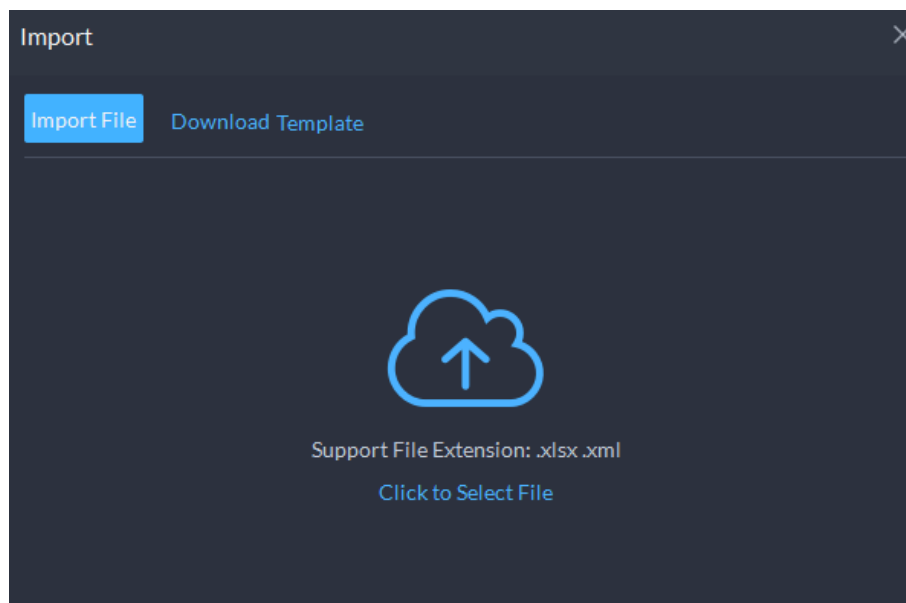 Import
Import File Download Template
Support File Extension: .xlsx .xml
Click to Select File